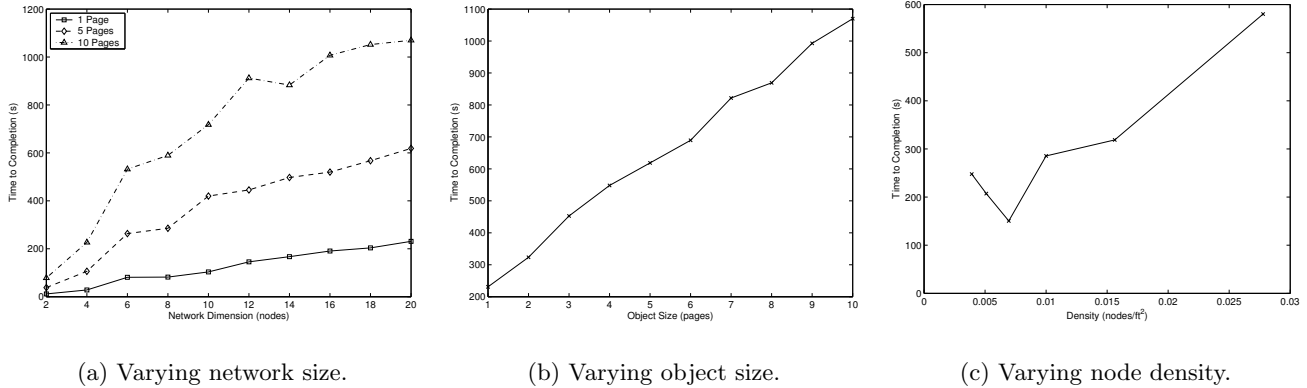 1200
1000
800
600
400
200
0
2 4 6 8 10 12 14 16 18 20
Time to Completion (s)
Network Dimension (nodes)
1 Page
5 Pages
10 Pages
(a) Varying network size.
1100
1000
900
800
700
600
500
400
300
200
1 2 3 4 5 6 7 8 9 10
Time to Completion (s)
Object Size (pages)
(b) Varying object size.
600
500
400
300
200
100
0
0 0.005 0.01 0.015 0.02 0.025 0.03
Time to Completion (s)
Density (nodes/ft²)
(c) Varying node density.